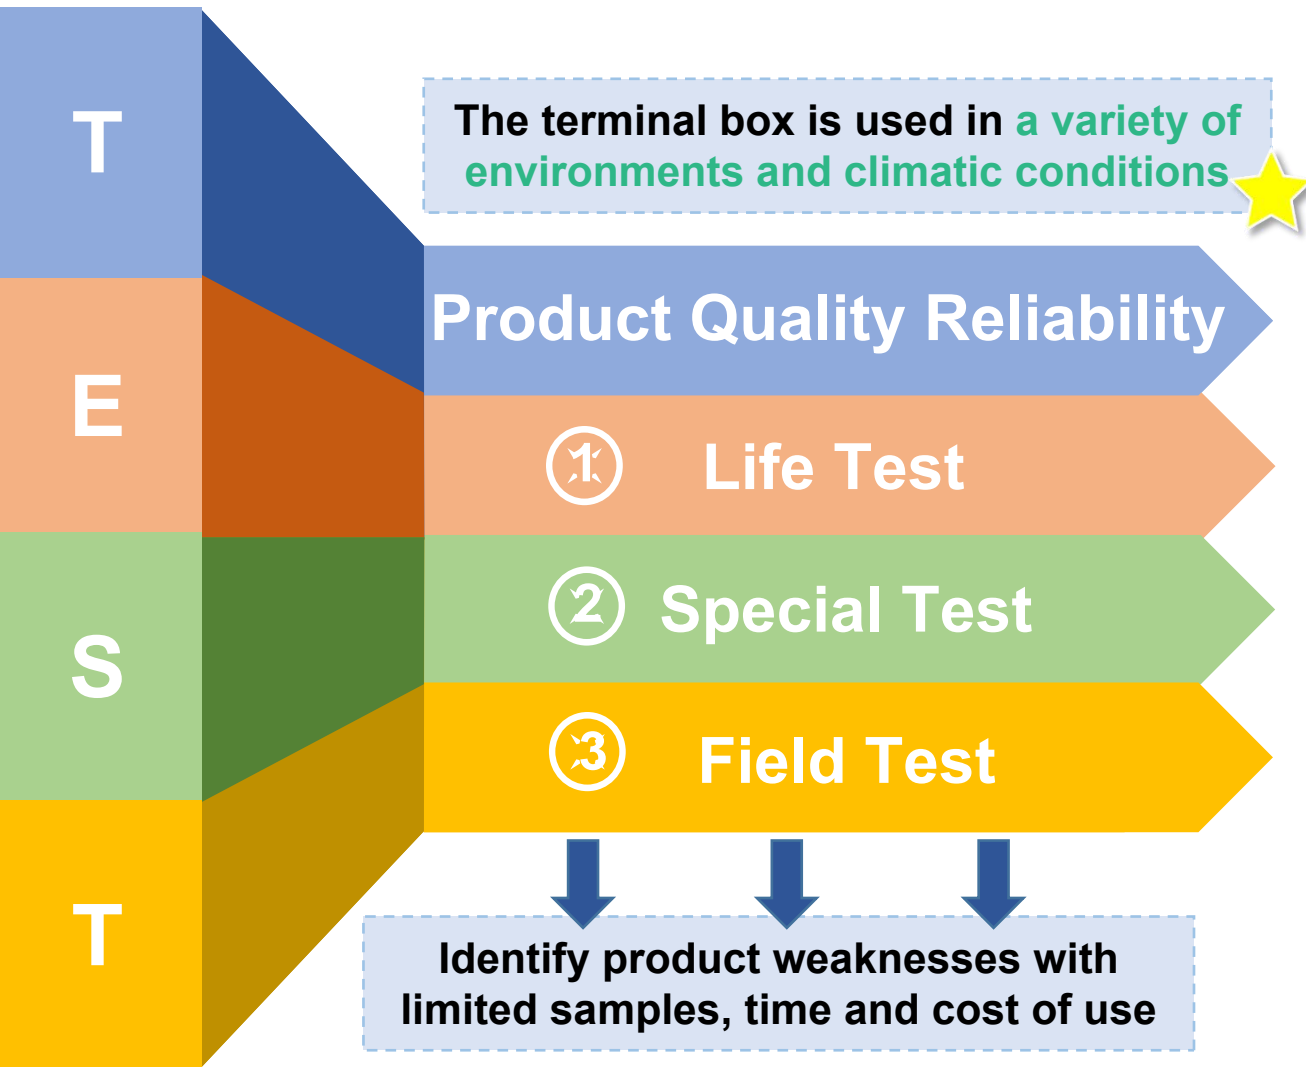 T
E
S
T
The terminal box is used in a variety of
environments and climatic conditions
Product Quality Reliability
① Life Test
② Special Test
③ Field Test
Identify product weaknesses with
limited samples, time and cost of use